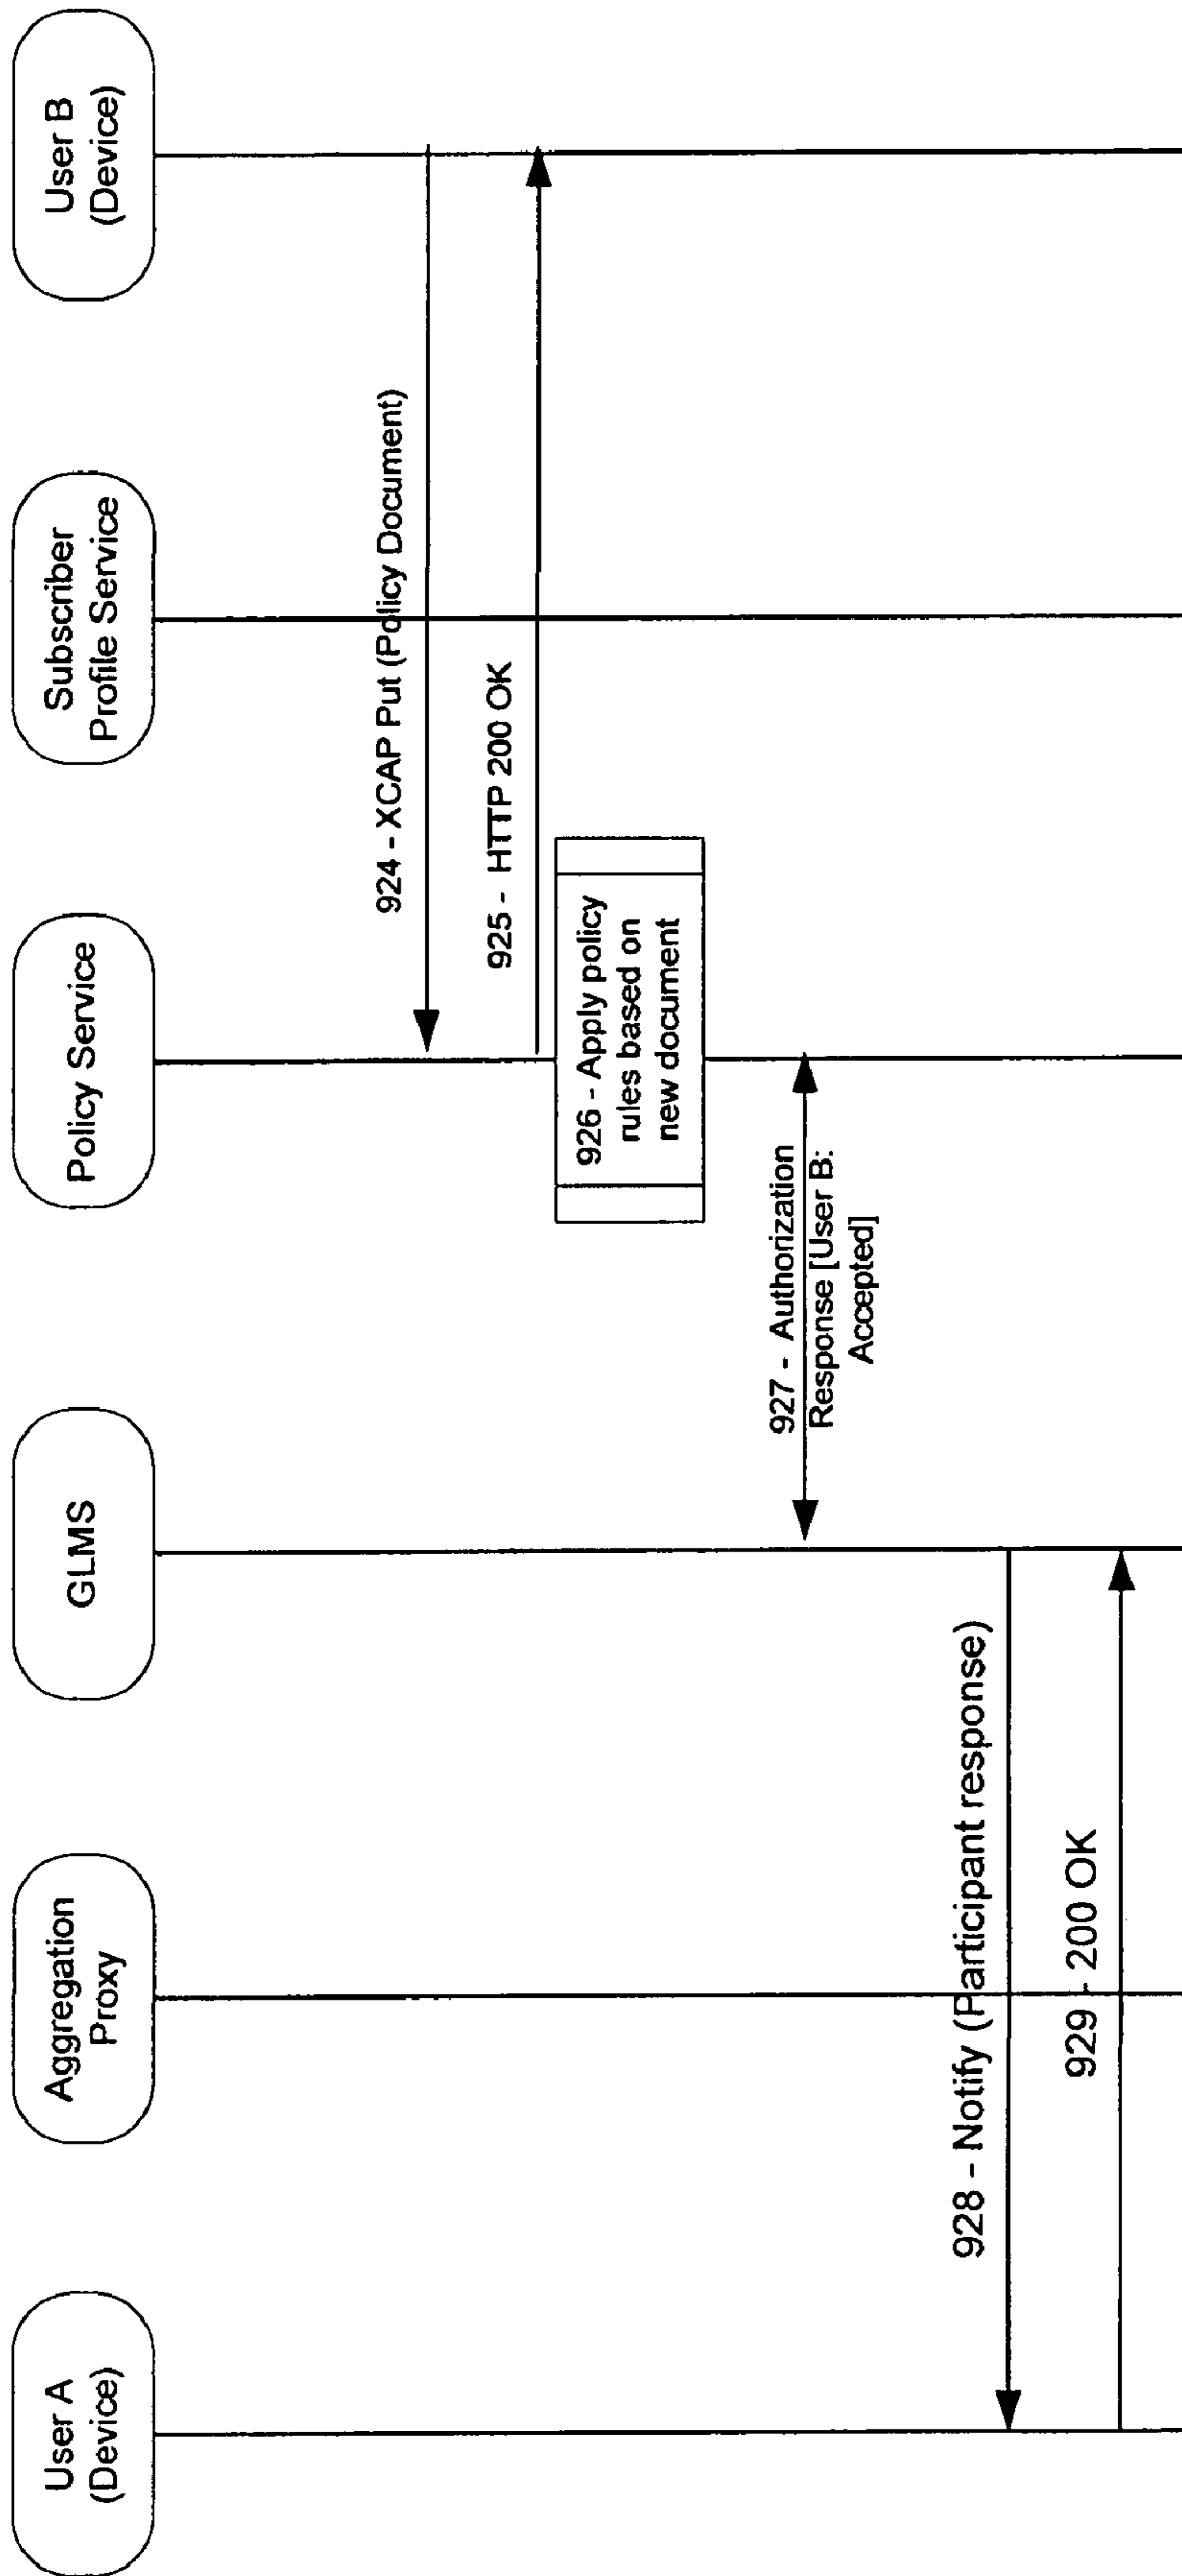 User A
(Device)
Aggregation
Proxy
GLMS
Policy Service
Subscriber
Profile Service
User B
(Device)
924 - XCAP Put (Policy Document)
925 - HTTP 200 OK
926 - Apply policy
rules based on
new document
927 - Authorization
Response [User B:
Accepted]
928 - Notify (Participant response)
929 - 200 OK